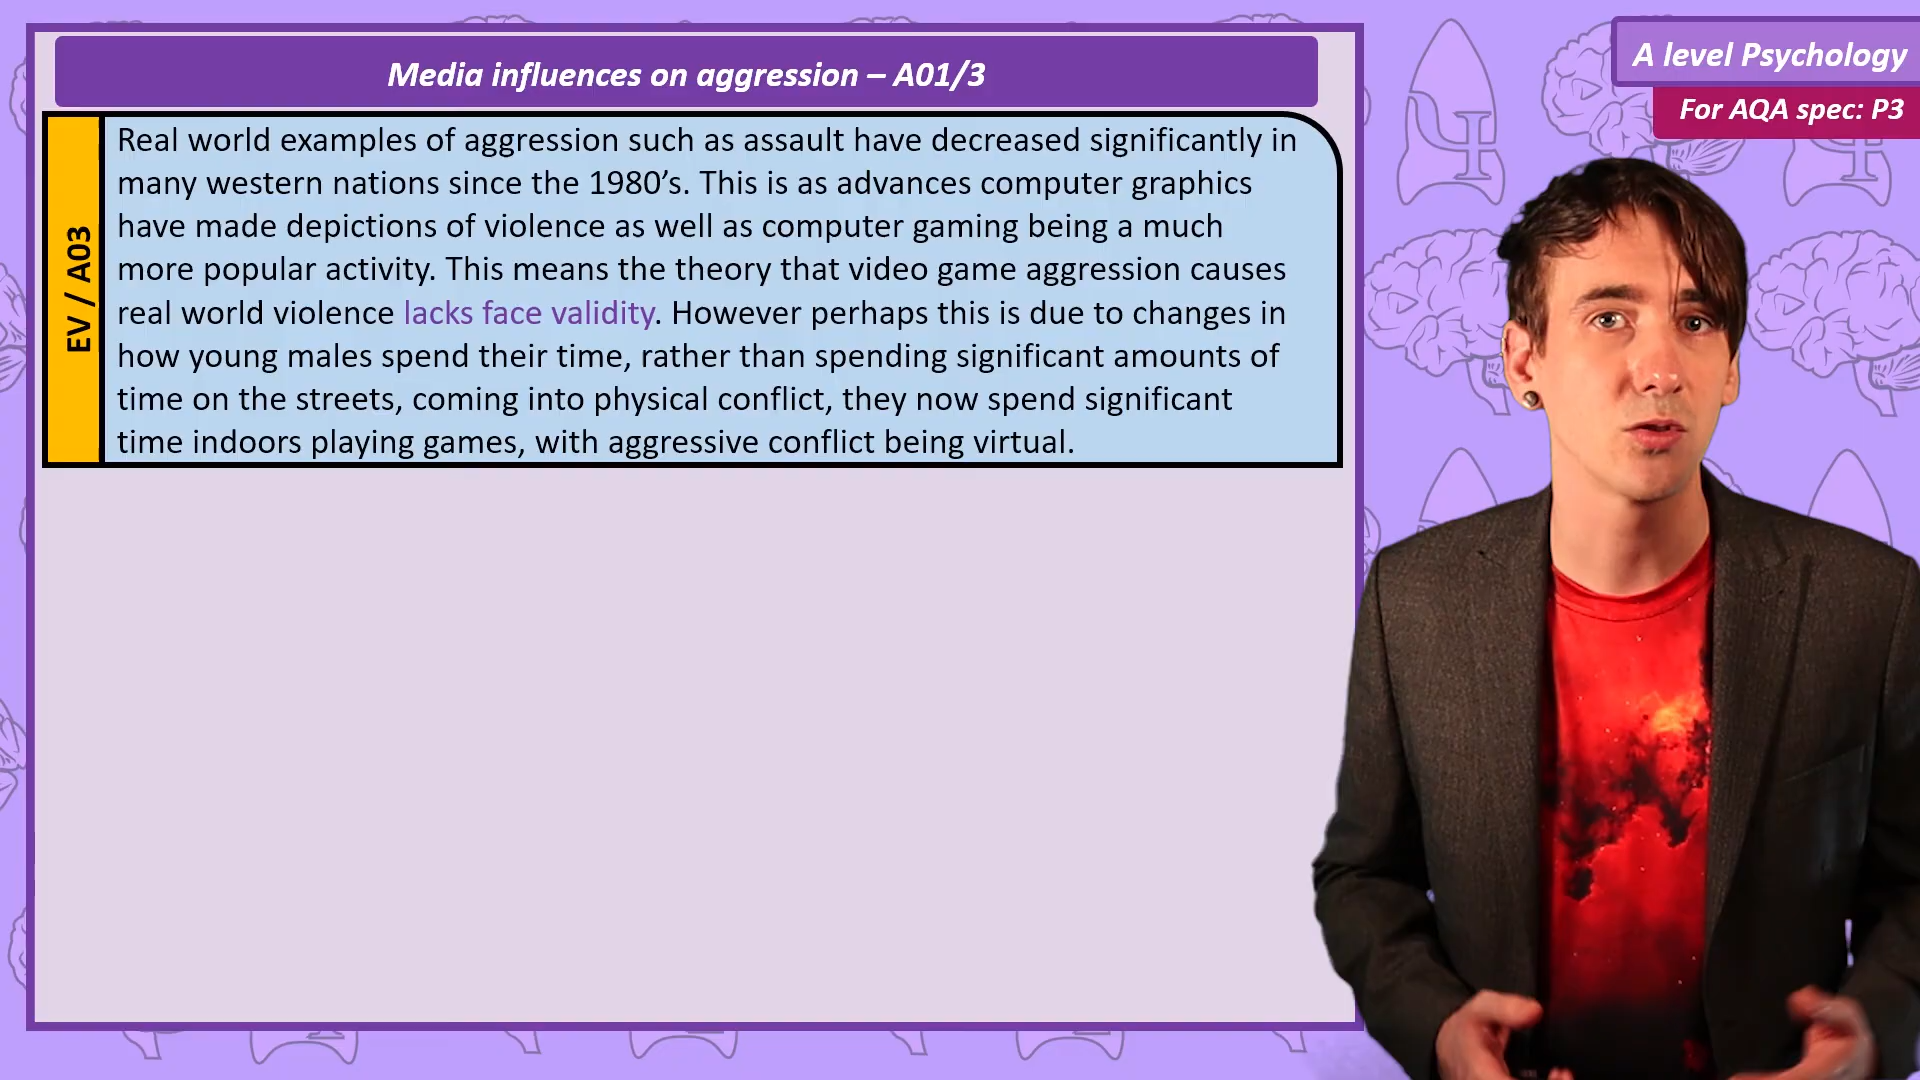 Media influences on aggression – A01/3
A level Psychology
For AQA spec: P3
EV / A03
Real world examples of aggression such as assault have decreased significantly in
many western nations since the 1980’s. This is as advances computer graphics
have made depictions of violence as well as computer gaming being a much
more popular activity. This means the theory that video game aggression causes
real world violence lacks face validity. However perhaps this is due to changes in
how young males spend their time, rather than spending significant amounts of
time on the streets, coming into physical conflict, they now spend significant
time indoors playing games, with aggressive conflict being virtual.